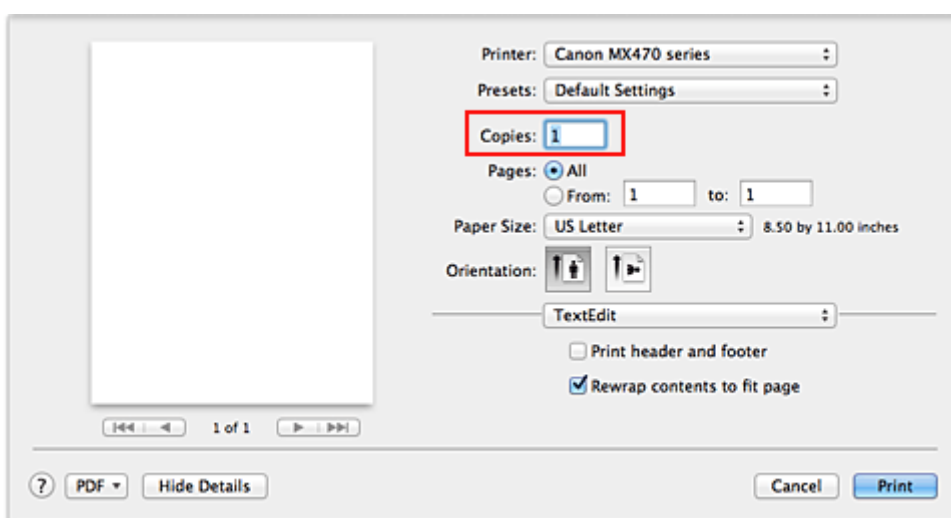 Printer: Canon MX470 series
Presets: Default Settings
Copies: 1
Pages: All
From: 1 to: 1
Paper Size: US Letter 8.50 by 11.00 inches
Orientation:
TextEdit
Print header and footer
Rewrap contents to fit page
1 of 1
? PDF Hide Details Cancel Print